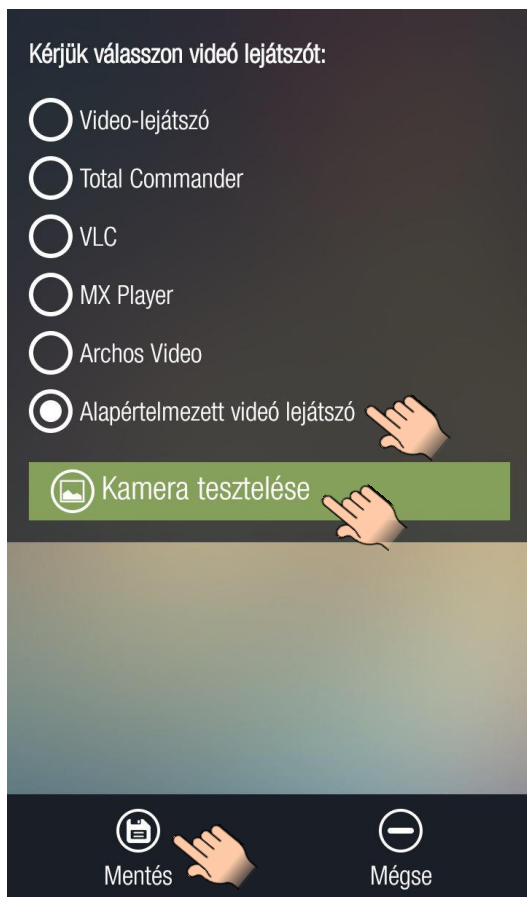 Kérjük válasszon videó lejátszót:
Video-lejátszó
Total Commander
VLC
MX Player
Archos Video
Alapértelmezett videó lejátszó
Kamera tesztelése
Mentés
Mégse